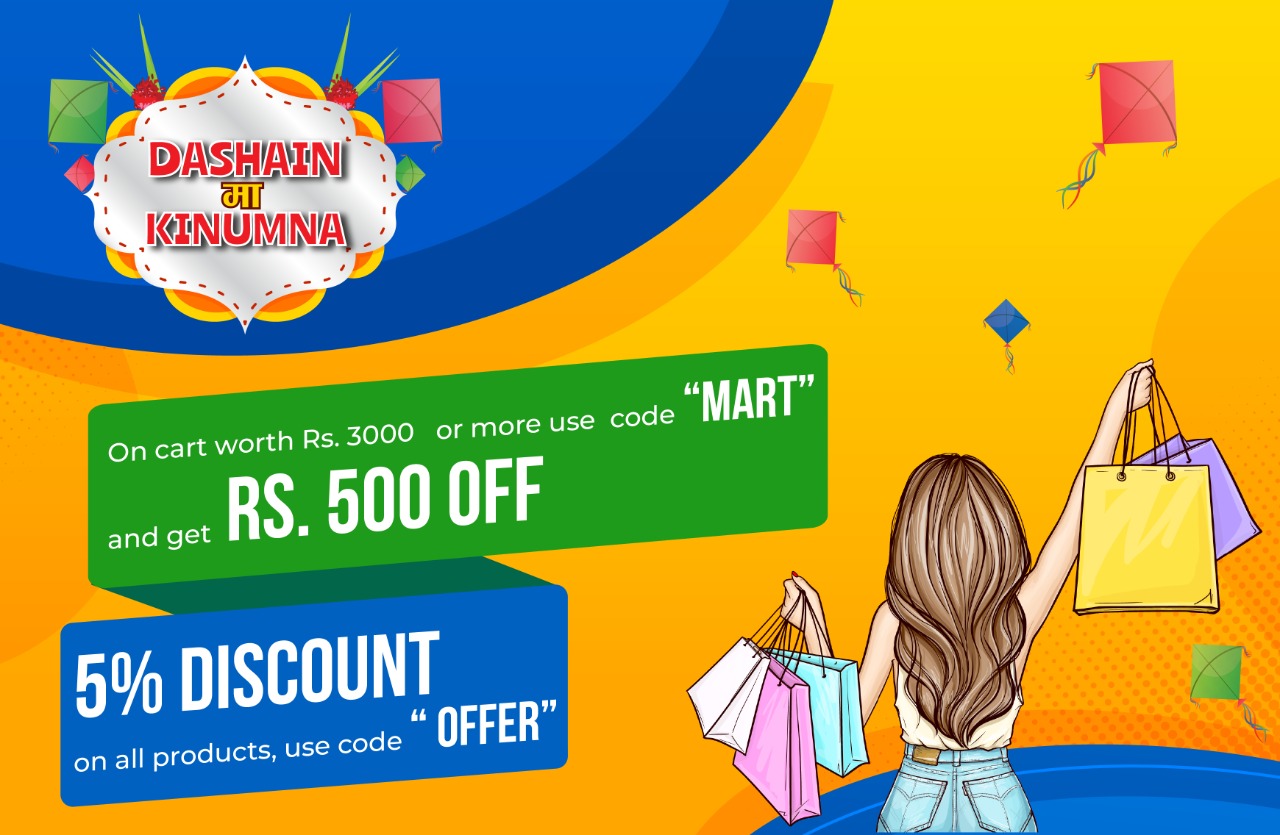 DASHAIN
मा
KINUMNA
On cart worth Rs. 3000 or more use code “MART”
and get RS. 500 OFF
5% DISCOUNT
on all products, use code “ OFFER”